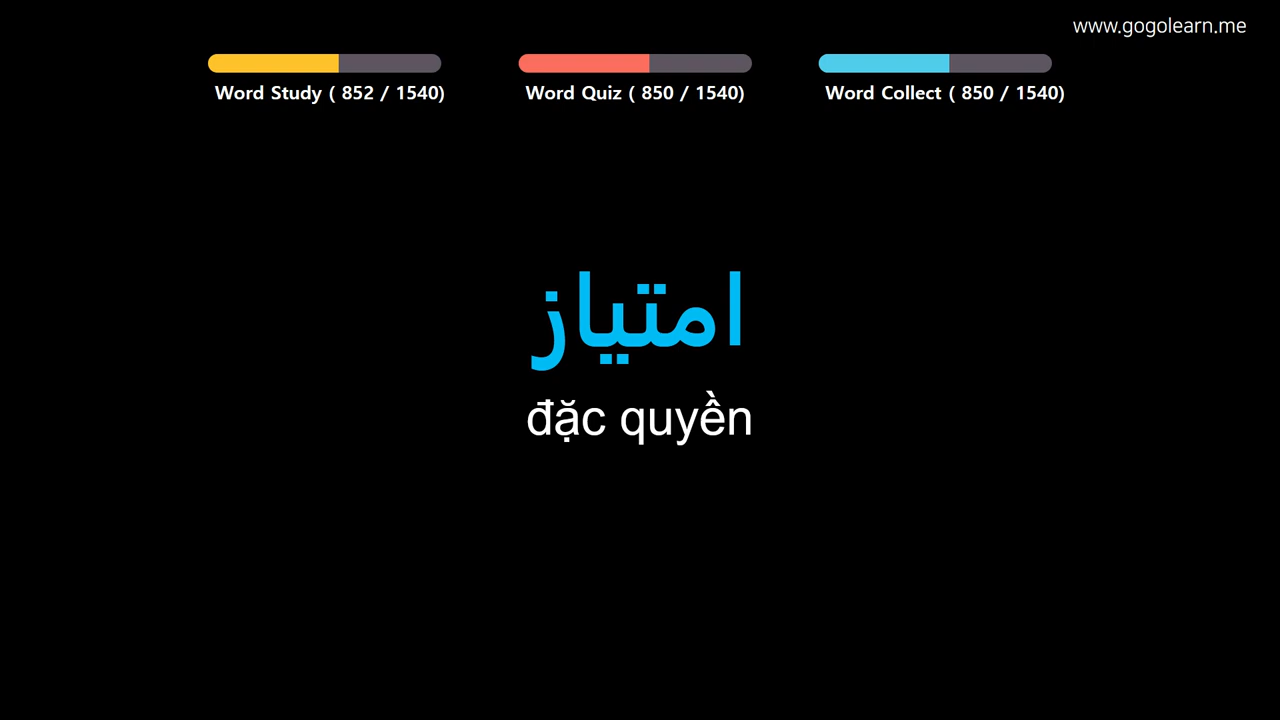 www.gogolearn.me
Word Study ( 852 / 1540)
Word Quiz ( 850 / 1540)
Word Collect ( 850 / 1540)
امتياز
đặc quyền